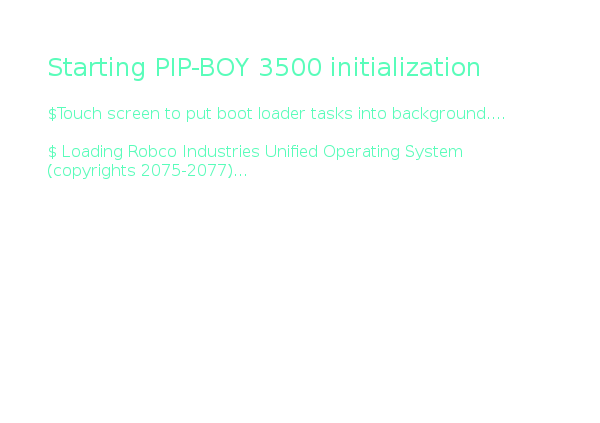 Starting PIP-BOY 3500 initialization
$Touch screen to put boot loader tasks into background....
$ Loading Robco Industries Unified Operating System
(copyrights 2075-2077)...